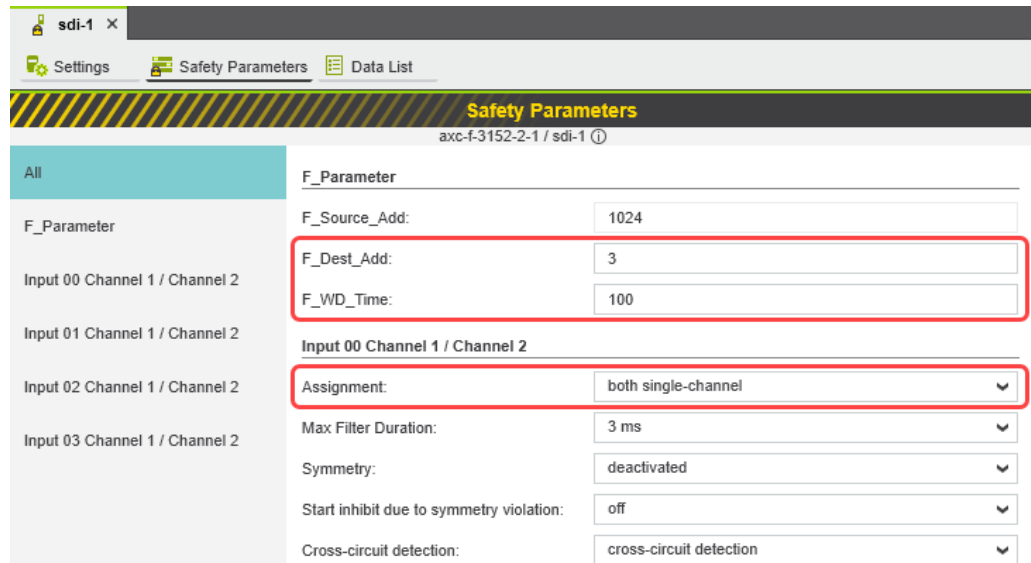 sdi-1 ×
Settings Safety Parameters Data List
Safety Parameters
axc-f-3152-2-1 / sdi-1
All
F_Parameter
Input 00 Channel 1 / Channel 2
Input 01 Channel 1 / Channel 2
Input 02 Channel 1 / Channel 2
Input 03 Channel 1 / Channel 2
F_Parameter
F_Source_Add: 1024
F_Dest_Add: 3
F_WD_Time: 100
Input 00 Channel 1 / Channel 2
Assignment: both single-channel
Max Filter Duration: 3 ms
Symmetry: deactivated
Start inhibit due to symmetry violation: off
Cross-circuit detection: cross-circuit detection